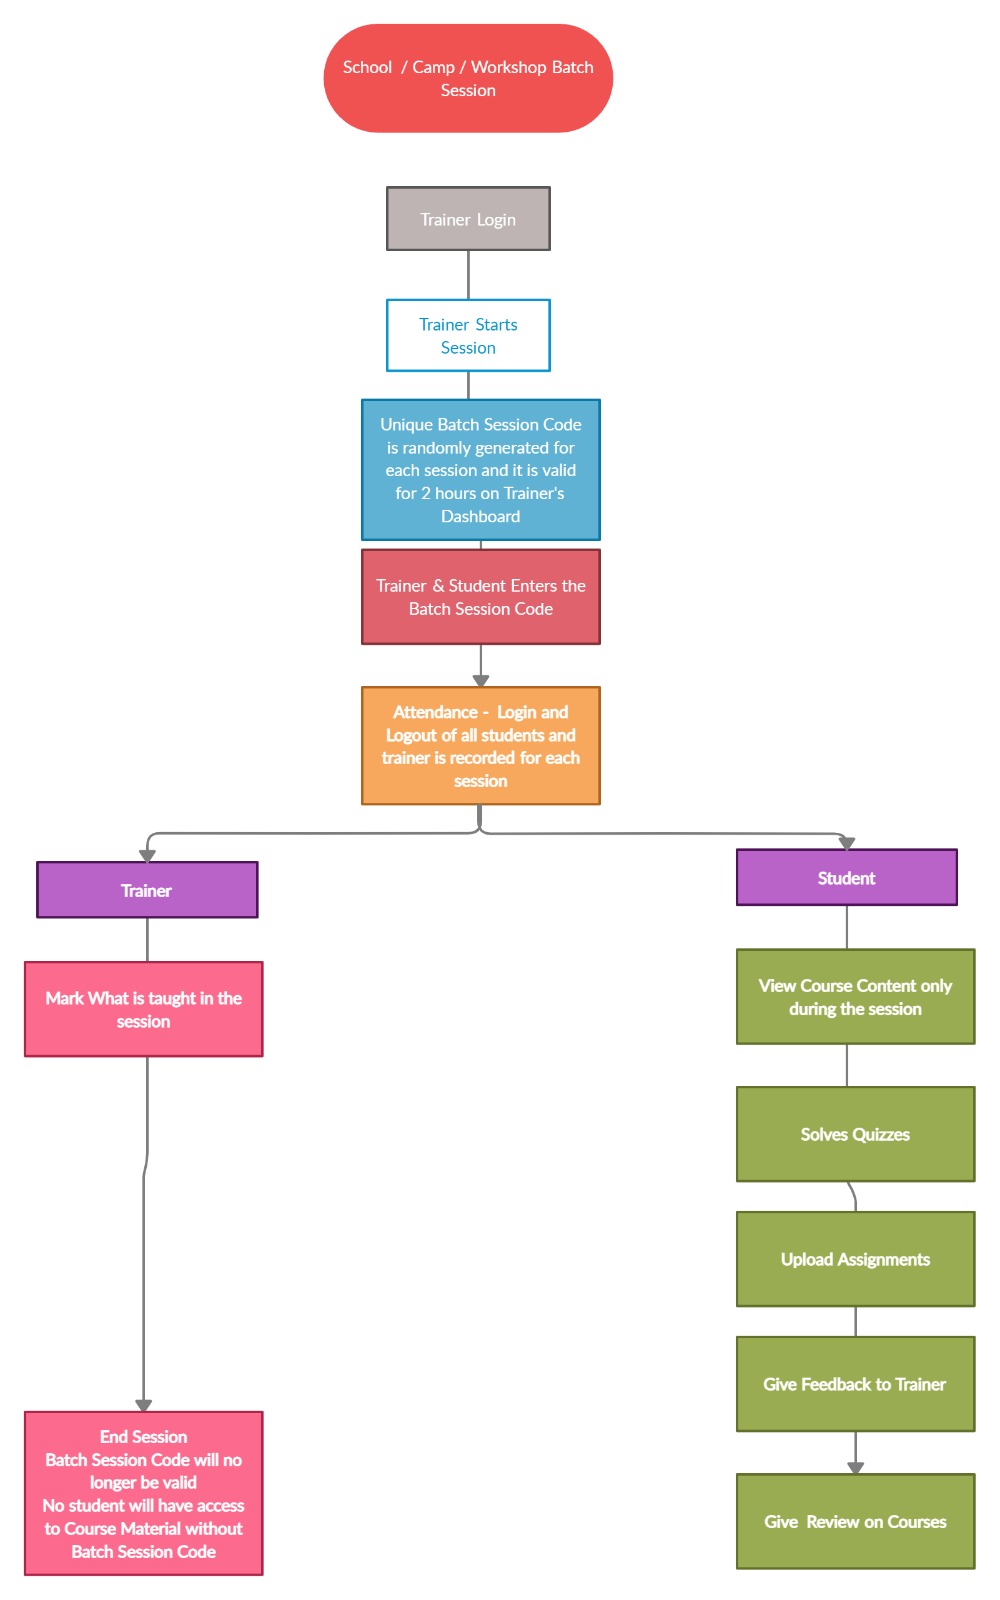 School / Camp / Workshop Batch
Session
Trainer Login
Trainer Starts
Session
Unique Batch Session Code
is randomly generated for
each session and it is valid
for 2 hours on Trainer's
Dashboard
Trainer & Student Enters the
Batch Session Code
Attendance - Login and
Logout of all students and
trainer is recorded for each
session
Trainer
Mark What is taught in the
session
End Session
Batch Session Code will no
longer be valid
No student will have access
to Course Material without
Batch Session Code
Student
View Course Content only
during the session
Solves Quizzes
Upload Assignments
Give Feedback to Trainer
Give Review on Courses